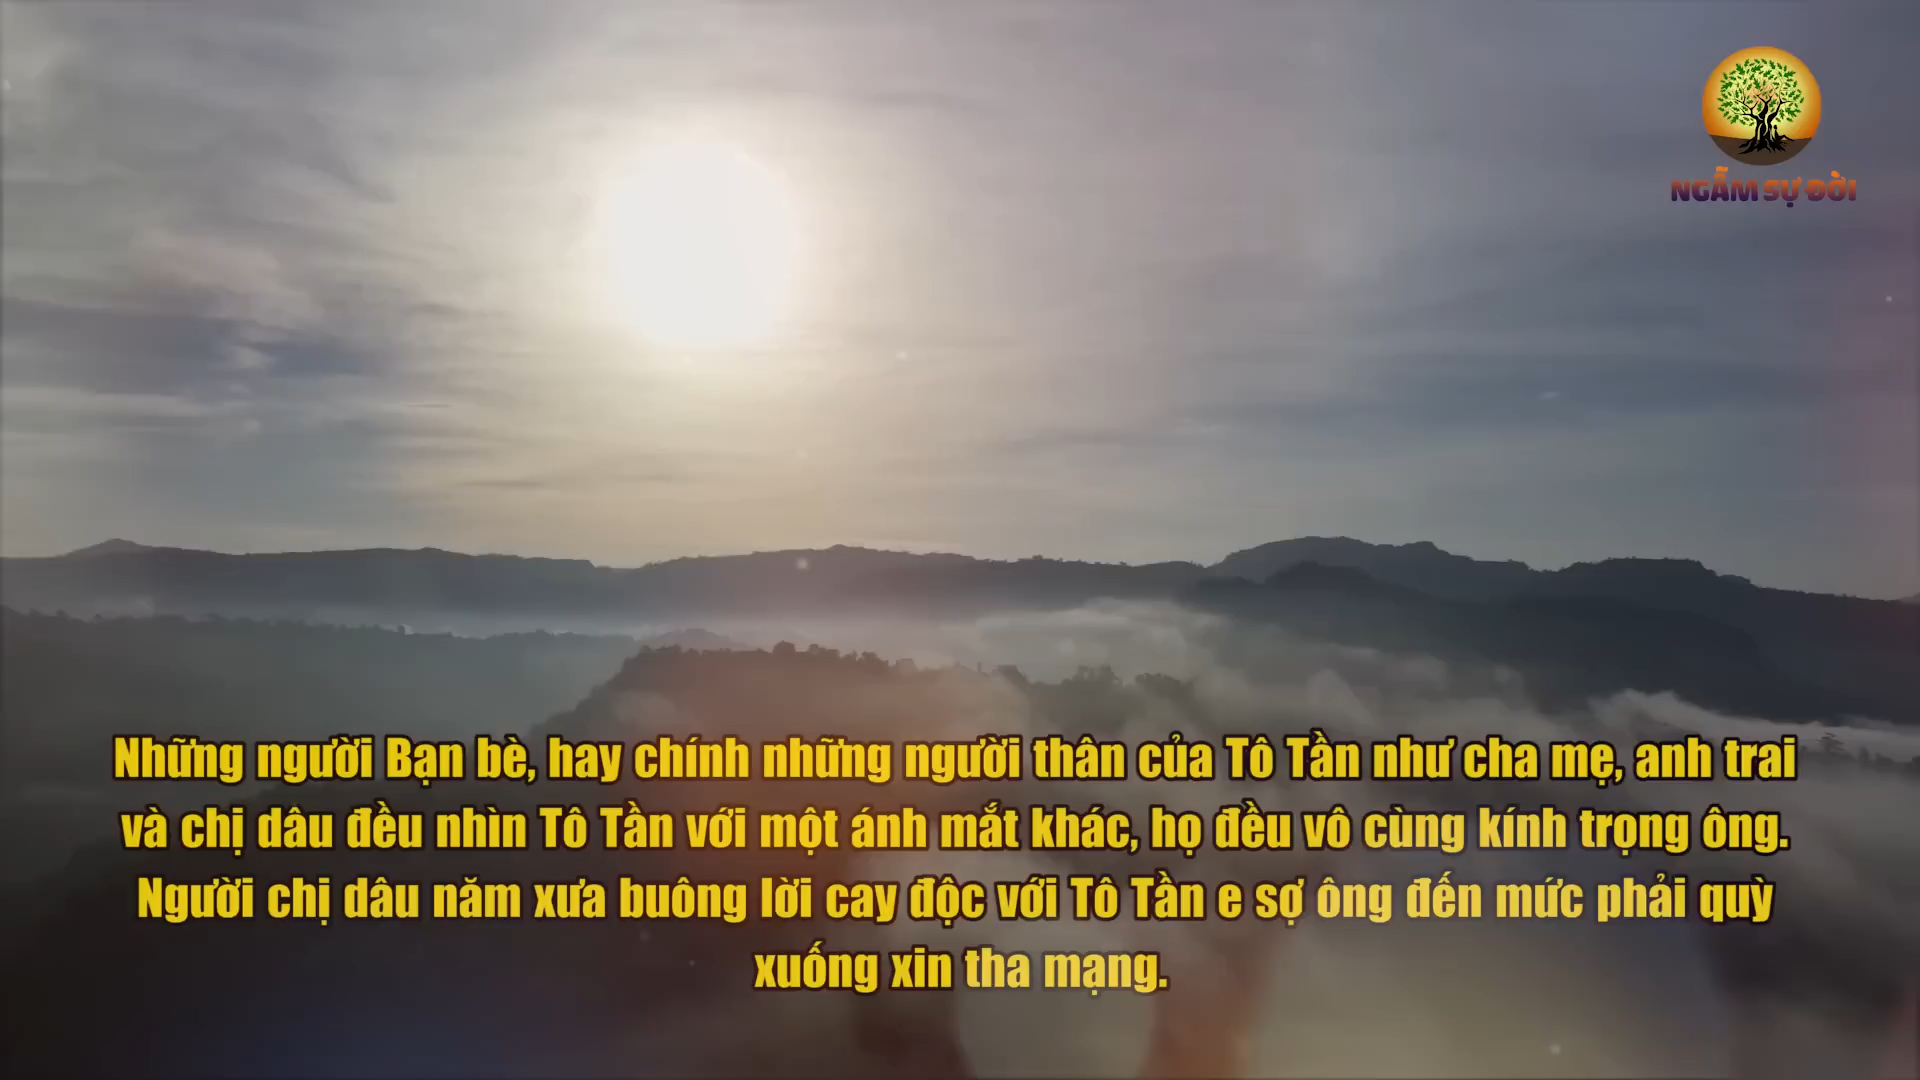 NGẪM SỰ ĐỜI
Những người Bạn bè, hay chính những người thân của Tô Tần như cha mẹ, anh trai
và chị dâu đều nhìn Tô Tần với một ánh mắt khác, họ đều vô cùng kính trọng ông.
Người chị dâu năm xưa buông lời cay độc với Tô Tần e sợ ông đến mức phải quỳ
xuống xin tha mạng.